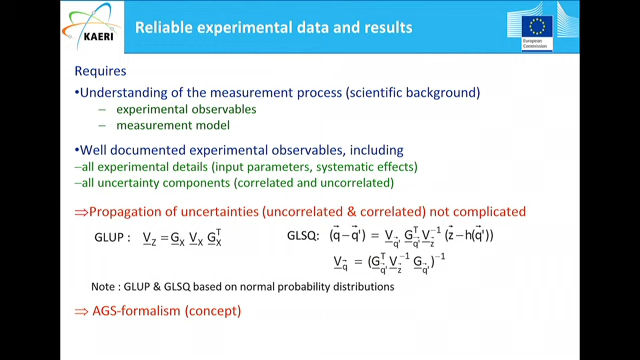 KAERI
Reliable experimental data and results
European
Commission
Requires
•Understanding of the measurement process (scientific background)
– experimental observables
– measurement model
•Well documented experimental observables, including
–all experimental details (input parameters, systematic effects)
–all uncertainty components (correlated and uncorrelated)
⇒Propagation of uncertainties (uncorrelated & correlated) not complicated
GLUP : V_Z = G_X V_X G_X^T GLSQ: (q⃗ – q⃗') = V_q⃗' G_q⃗'^T V_z⃗^–1 (z⃗ – h(q⃗'))
V_q⃗ = (G_q⃗'^T V_z⃗^–1 G_q⃗')^–1
Note : GLUP & GLSQ based on normal probability distributions
⇒ AGS-formalism (concept)